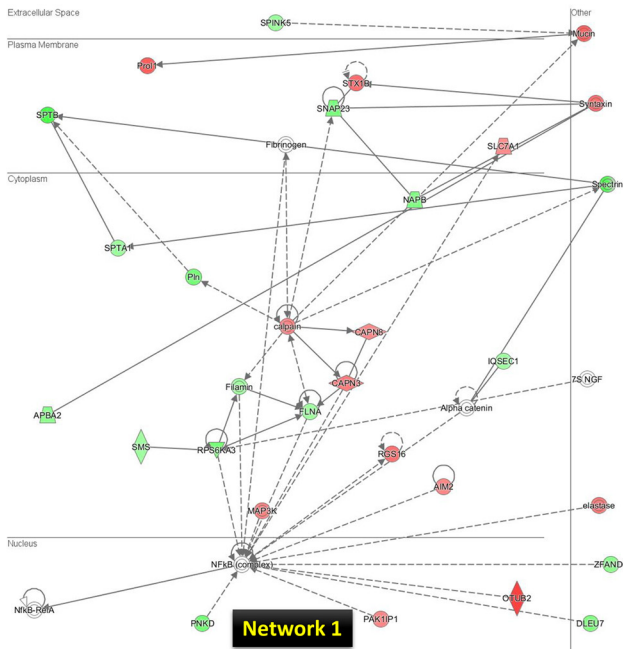 Extracellular Space
Other
SPINK5
Mucin
Plasma Membrane
Prol1
STX1B
Syntaxin
SNAP23
SPTB
Fibrinogen
SLC7A1
Cytoplasm
Spectrin
NAPB
SPTA1
Pln
calpain
CAPN8
IQSEC1
CAPN3
7S NGF
Filamin
Alpha catenin
FLNA
APBA2
SMS
RPS6KA3
RGS16
AIM2
MAP3K
elastase
Nucleus
NFkB (complex)
ZFAND
OTUB2
NfkB-RelA
PNKD
PAK1IP1
DLEU7
Network 1